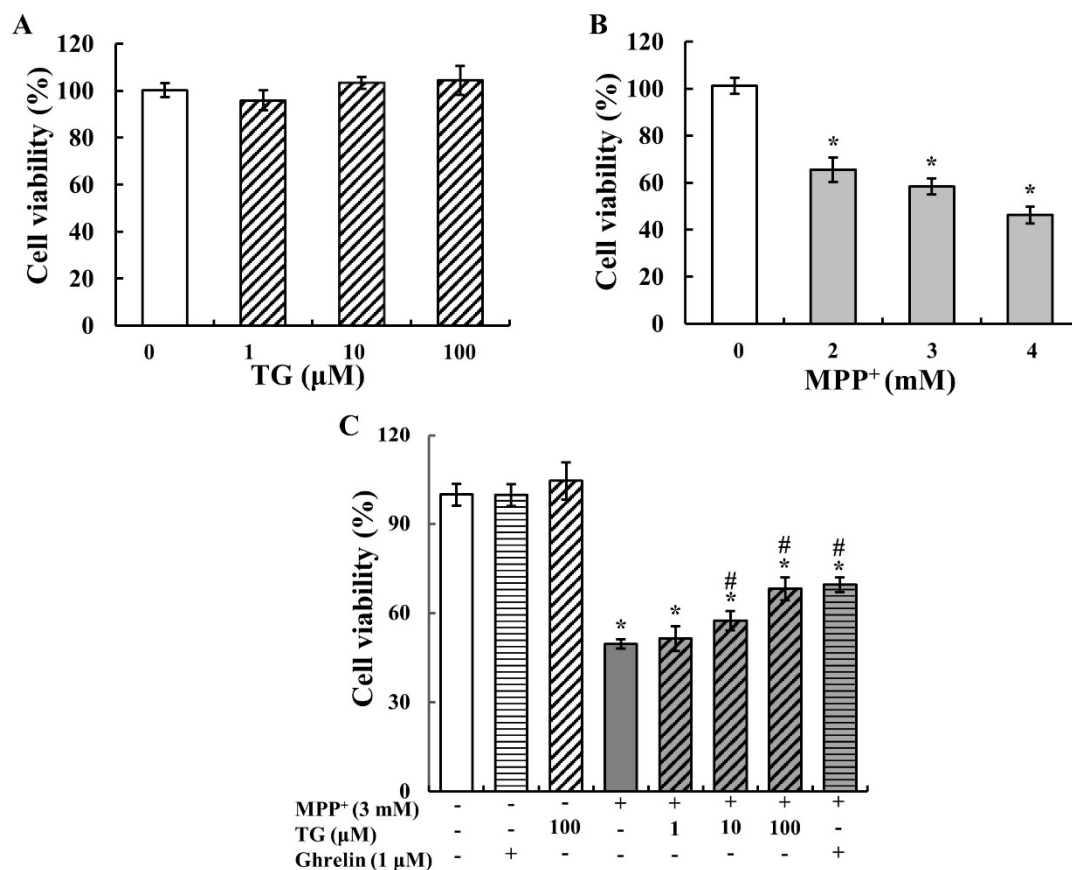 A
120
100
80
60
40
20
0
Cell viability (%)
0 1 10 100
TG (μM)
B
120
100
80
60
40
20
0
Cell viability (%)
* * *
0 2 3 4
MPP⁺ (mM)
C
120
90
60
30
0
Cell viability (%)
# # #
* * * * *
MPP⁺ (3 mM) - - - + + + + +
TG (μM) - - 100 - 1 10 100 -
Ghrelin (1 μM) - + - - - - - +